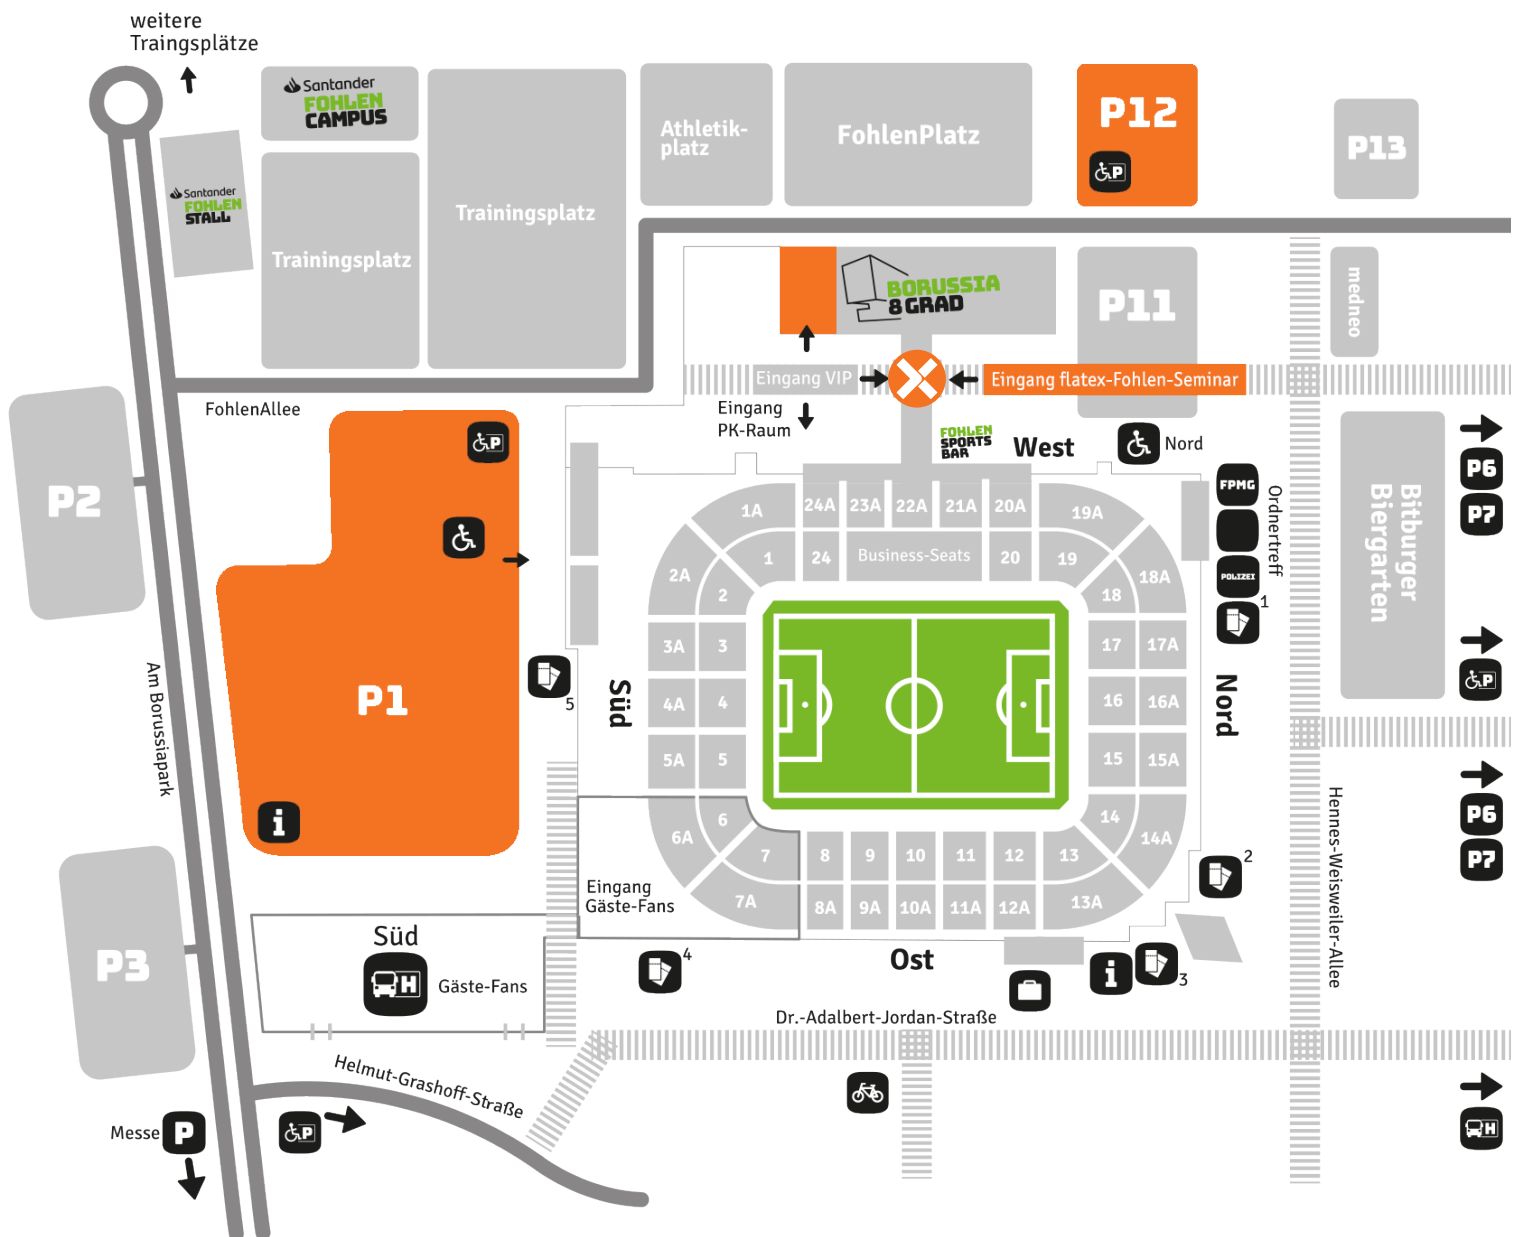 weitere
Traingsplätze
Santander
FOHLEN
CAMPUS
Athletik-
platz
FohlenPlatz
P12
P
P13
Santander
FOHLEN
STALL
Trainingsplatz
Trainingsplatz
BORUSSIA
8 GRAD
P11
medneo
Eingang VIP
Eingang flatex-Fohlen-Seminar
FohlenAllee
Eingang
PK-Raum
FOHLEN
SPORTS
BAR
West
Nord
P
P2
P6
P7
FPMG
POLIZEI
1
Ordnertreff
Bitburger
Biergarten
1A
24A
23A
22A
21A
20A
19A
1
24
Business-Seats
20
19
2A
2
18
18A
3A
3
17
17A
4A
4
16
16A
5A
5
15
15A
6A
6
14
14A
7
8
9
10
11
12
13
7A
8A
9A
10A
11A
12A
13A
P1
5
Süd
Nord
P
Am Borussiapark
i
P6
P7
Hennes-Weisweiler-Allee
2
Eingang
Gäste-Fans
P3
Süd
H
Gäste-Fans
4
Ost
i
3
Dr.-Adalbert-Jordan-Straße
Helmut-Grashoff-Straße
Messe
P
P
H